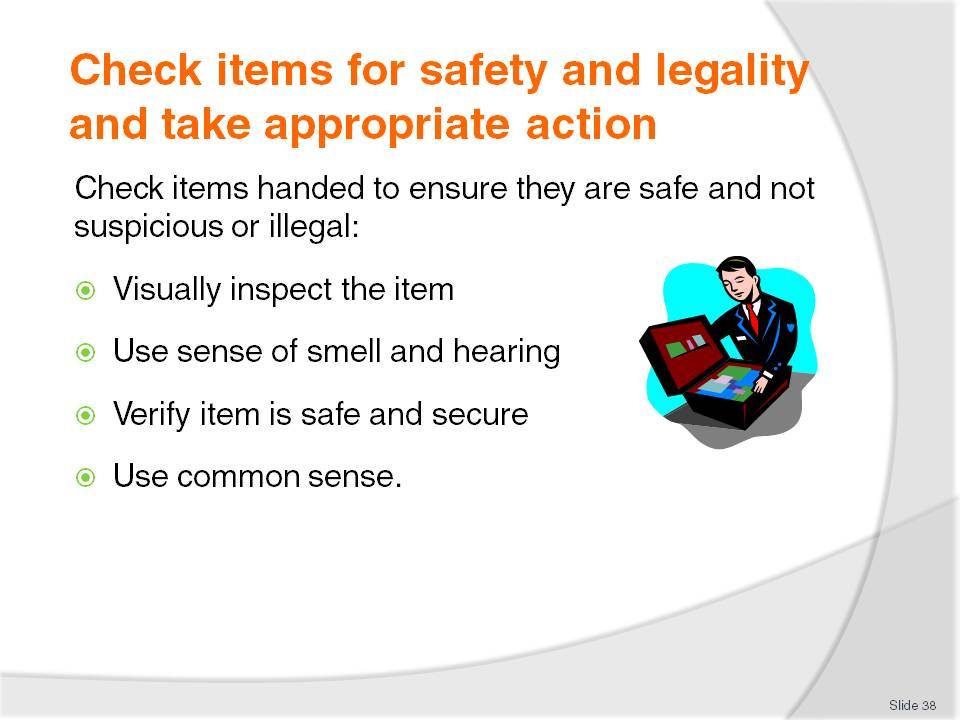 Check items for safety and legality
and take appropriate action
Check items handed to ensure they are safe and not
suspicious or illegal:
Visually inspect the item
Use sense of smell and hearing
Verify item is safe and secure
Use common sense.
Slide 38